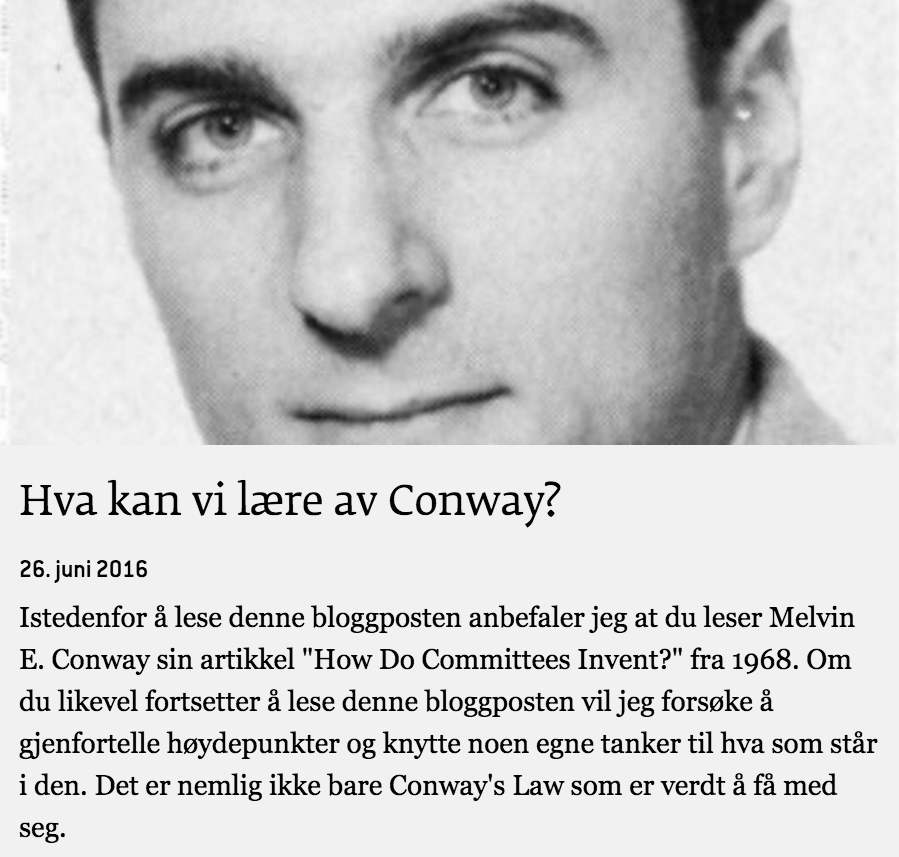 Hva kan vi lære av Conway?
26. juni 2016
Istedenfor å lese denne bloggposten anbefaler jeg at du leser Melvin
E. Conway sin artikkel "How Do Committees Invent?" fra 1968. Om
du likevel fortsetter å lese denne bloggposten vil jeg forsøke å
gjenfortelle høydepunkter og knytte noen egne tanker til hva som står
i den. Det er nemlig ikke bare Conway's Law som er verdt å få med
seg.